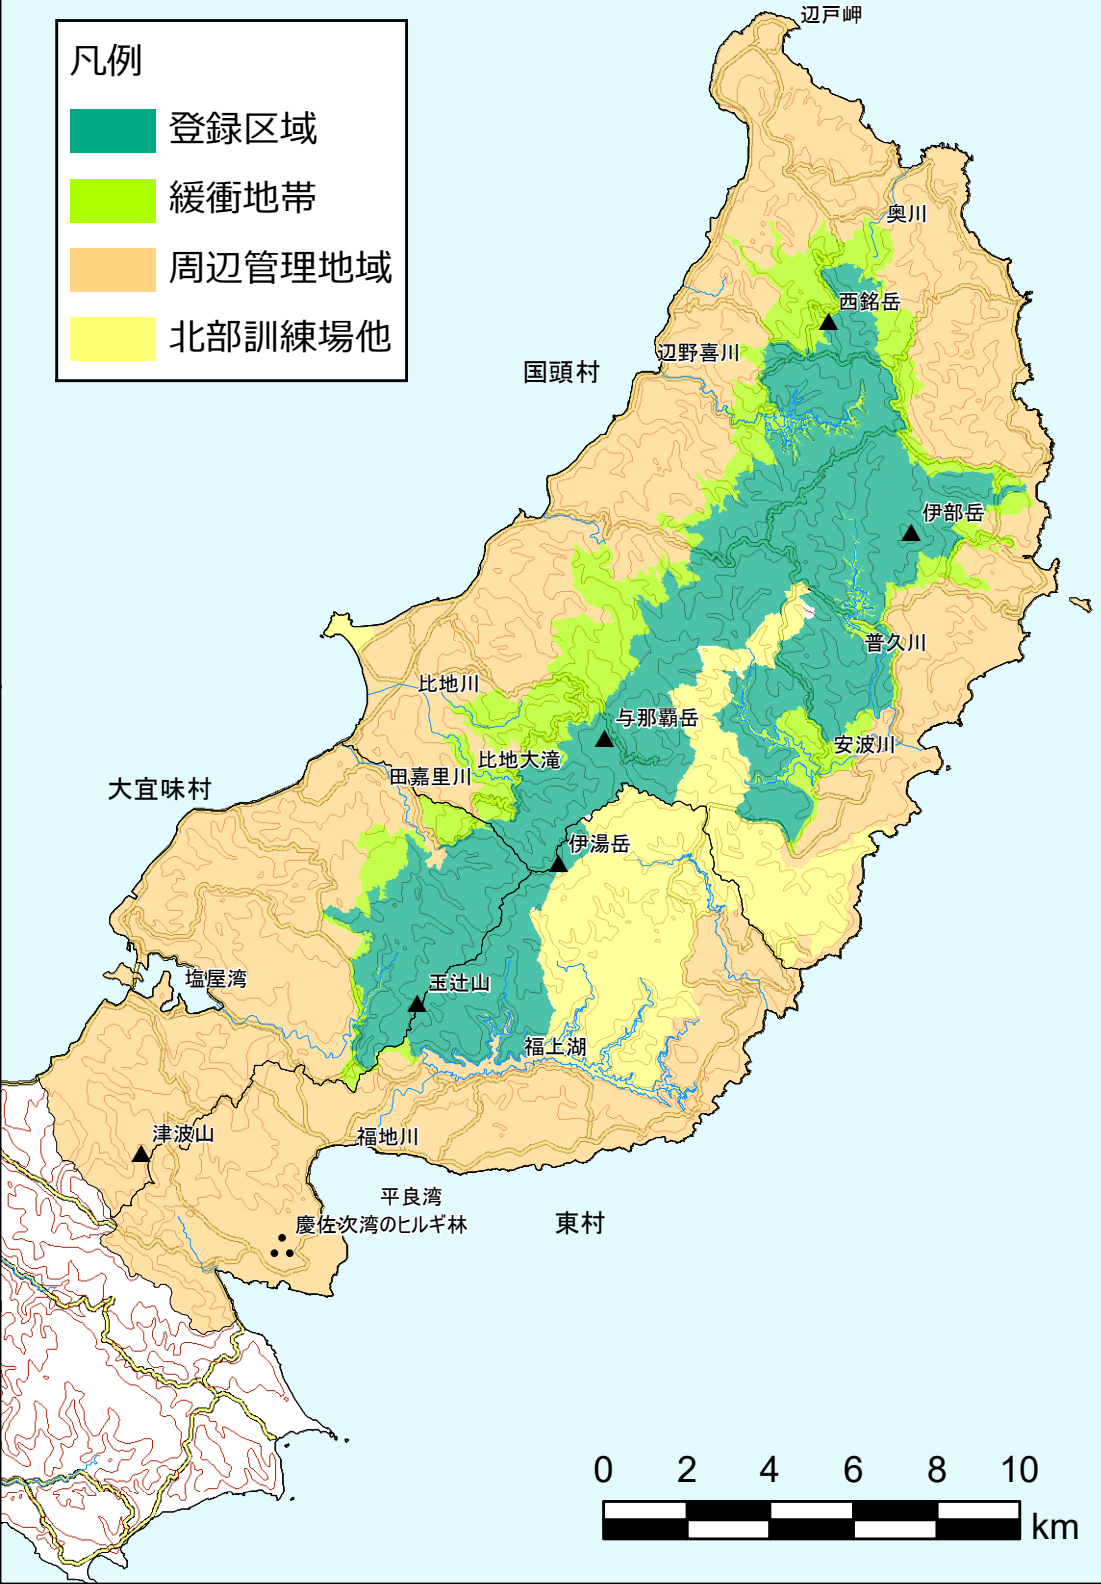 辺戸岬
凡例
登録区域
緩衝地帯
周辺管理地域
北部訓練場他
奥川
西銘岳
辺野喜川
国頭村
伊部岳
普久川
比地川
与那覇岳
安波川
比地大滝
田嘉里川
大宜味村
伊湯岳
塩屋湾
玉辻山
福上湖
津波山
福地川
平良湾
慶佐次湾のヒルギ林
東村
0 2 4 6 8 10
km